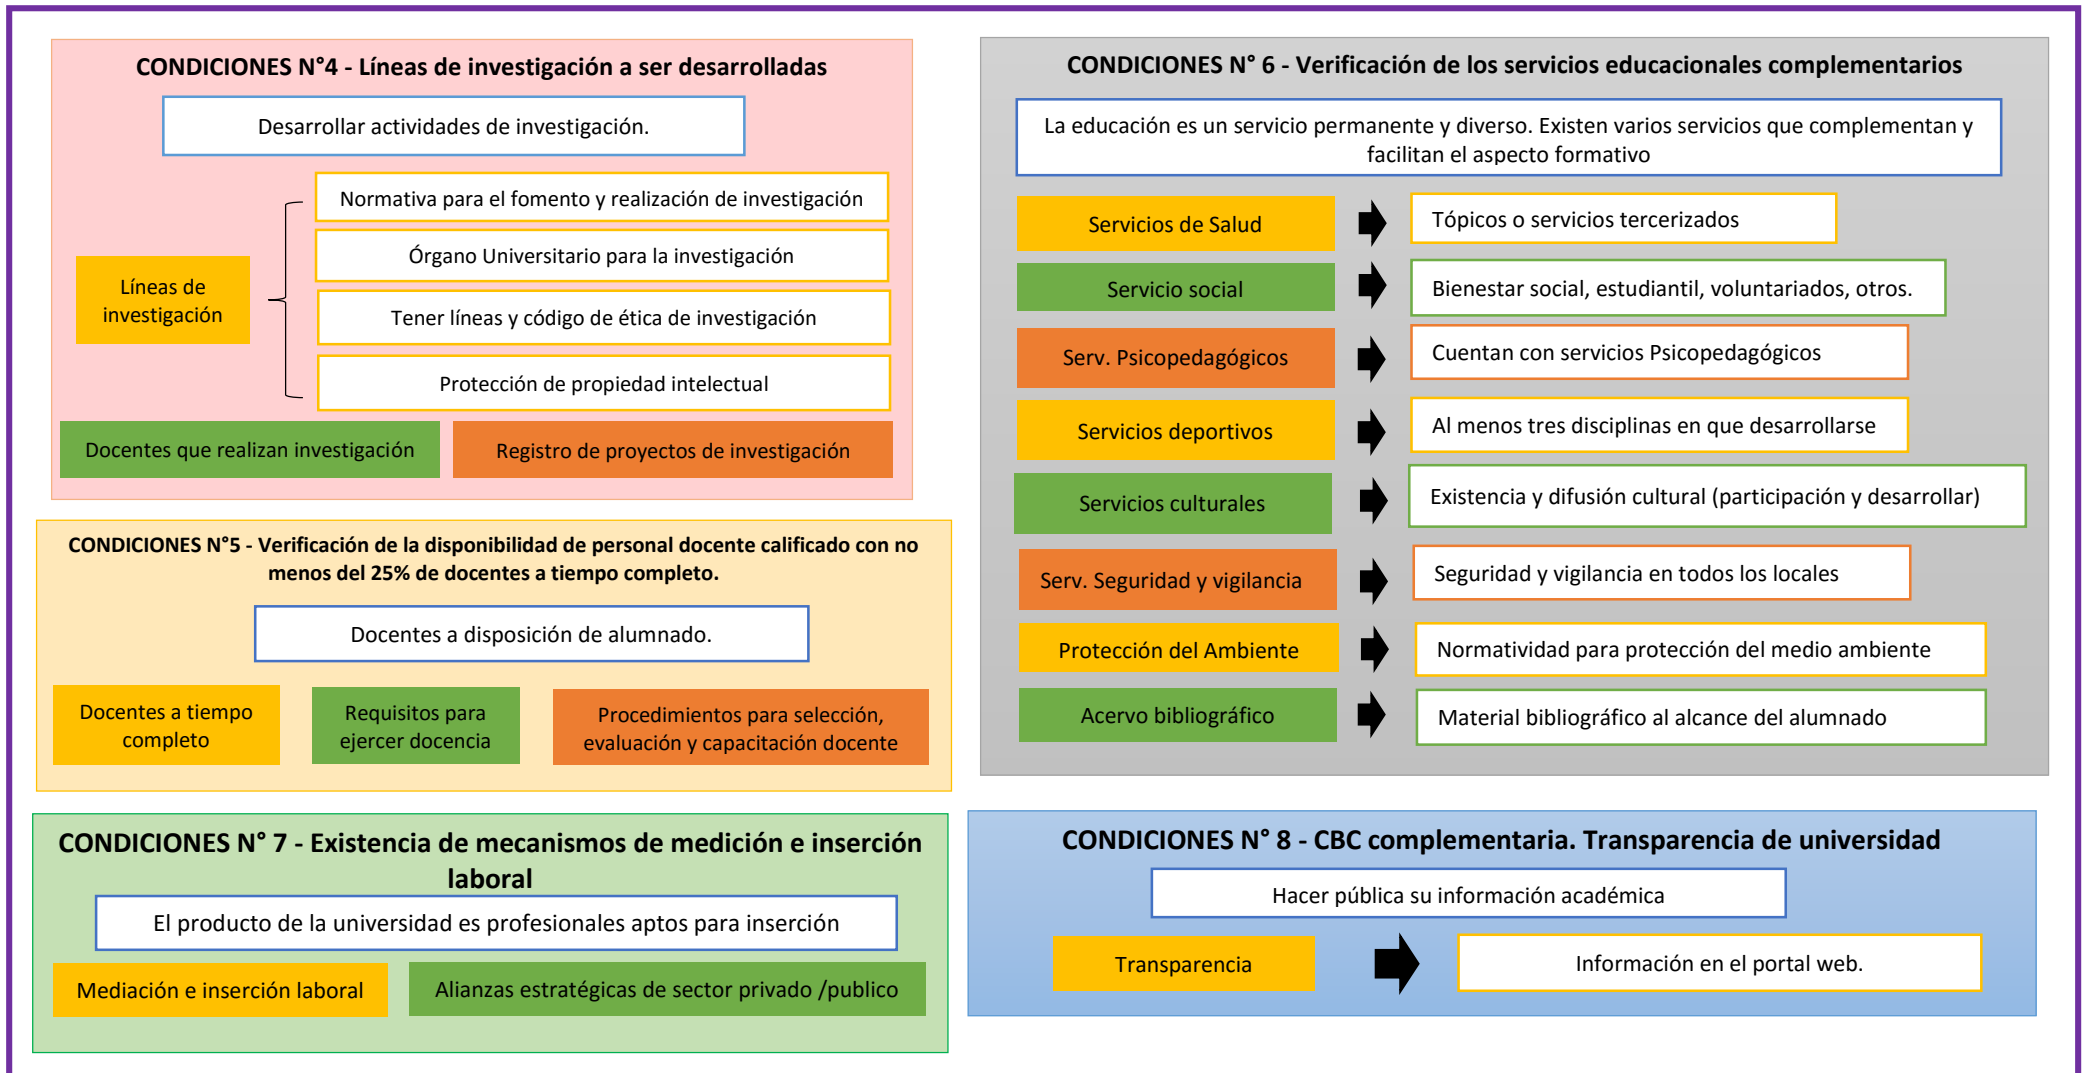 CONDICIONES N°4 - Líneas de investigación a ser desarrolladas
Desarrollar actividades de investigación.
Líneas de
investigación
Normativa para el fomento y realización de investigación
Órgano Universitario para la investigación
Tener líneas y código de ética de investigación
Protección de propiedad intelectual
Docentes que realizan investigación
Registro de proyectos de investigación
CONDICIONES N°5 - Verificación de la disponibilidad de personal docente calificado con no
menos del 25% de docentes a tiempo completo.
Docentes a disposición de alumnado.
Docentes a tiempo
completo
Requisitos para
ejercer docencia
Procedimientos para selección,
evaluación y capacitación docente
CONDICIONES N° 6 - Verificación de los servicios educacionales complementarios
La educación es un servicio permanente y diverso. Existen varios servicios que complementan y
facilitan el aspecto formativo
Servicios de Salud
Tópicos o servicios tercerizados
Servicio social
Bienestar social, estudiantil, voluntariados, otros.
Serv. Psicopedagógicos
Cuentan con servicios Psicopedagógicos
Servicios deportivos
Al menos tres disciplinas en que desarrollarse
Servicios culturales
Existencia y difusión cultural (participación y desarrollar)
Serv. Seguridad y vigilancia
Seguridad y vigilancia en todos los locales
Protección del Ambiente
Normatividad para protección del medio ambiente
Acervo bibliográfico
Material bibliográfico al alcance del alumnado
CONDICIONES N° 7 - Existencia de mecanismos de medición e inserción
laboral
El producto de la universidad es profesionales aptos para inserción
Mediación e inserción laboral
Alianzas estratégicas de sector privado /publico
CONDICIONES N° 8 - CBC complementaria. Transparencia de universidad
Hacer pública su información académica
Transparencia
Información en el portal web.